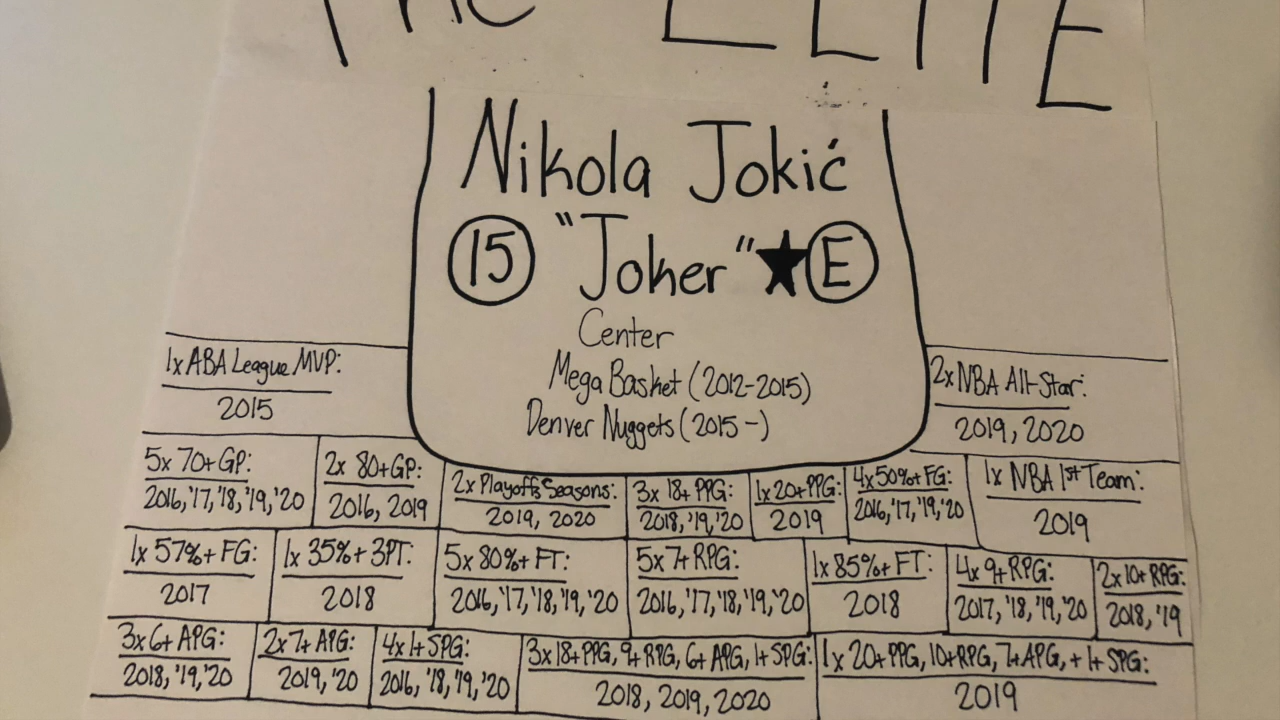 THE ELITE
Nikola Jokić
15 "Joker" ★ E
Center
Mega Basket (2012-2015)
Denver Nuggets (2015-)
1x ABA League MVP:
2015
2x NBA All-Star:
2019, 2020
5x 70+ GP:
2016, '17, '18, '19, '20
2x 80+ GP:
2016, 2019
2x Playoffs Seasons:
2019, 2020
3x 18+ PPG:
2018, '19, '20
1x 20+ PPG:
2019
4x 50%+ FG:
2016, '17, '19, '20
1x NBA 1st Team:
2019
1x 57%+ FG:
2017
1x 35%+ 3PT:
2018
5x 80%+ FT:
2016, '17, '18, '19, '20
5x 7+ RPG:
2016, '17, '18, '19, '20
1x 85%+ FT:
2018
4x 9+ RPG:
2017, '18, '19, '20
2x 10+ RPG:
2018, '19
3x 6+ APG:
2018, '19, '20
2x 7+ APG:
2019, '20
4x 1+ SPG:
2016, '18, '19, '20
3x 18+ PPG, 9+ RPG, 6+ APG, 1+ SPG:
2018, 2019, 2020
1x 20+ PPG, 10+ RPG, 7+ APG, + 1+ SPG:
2019